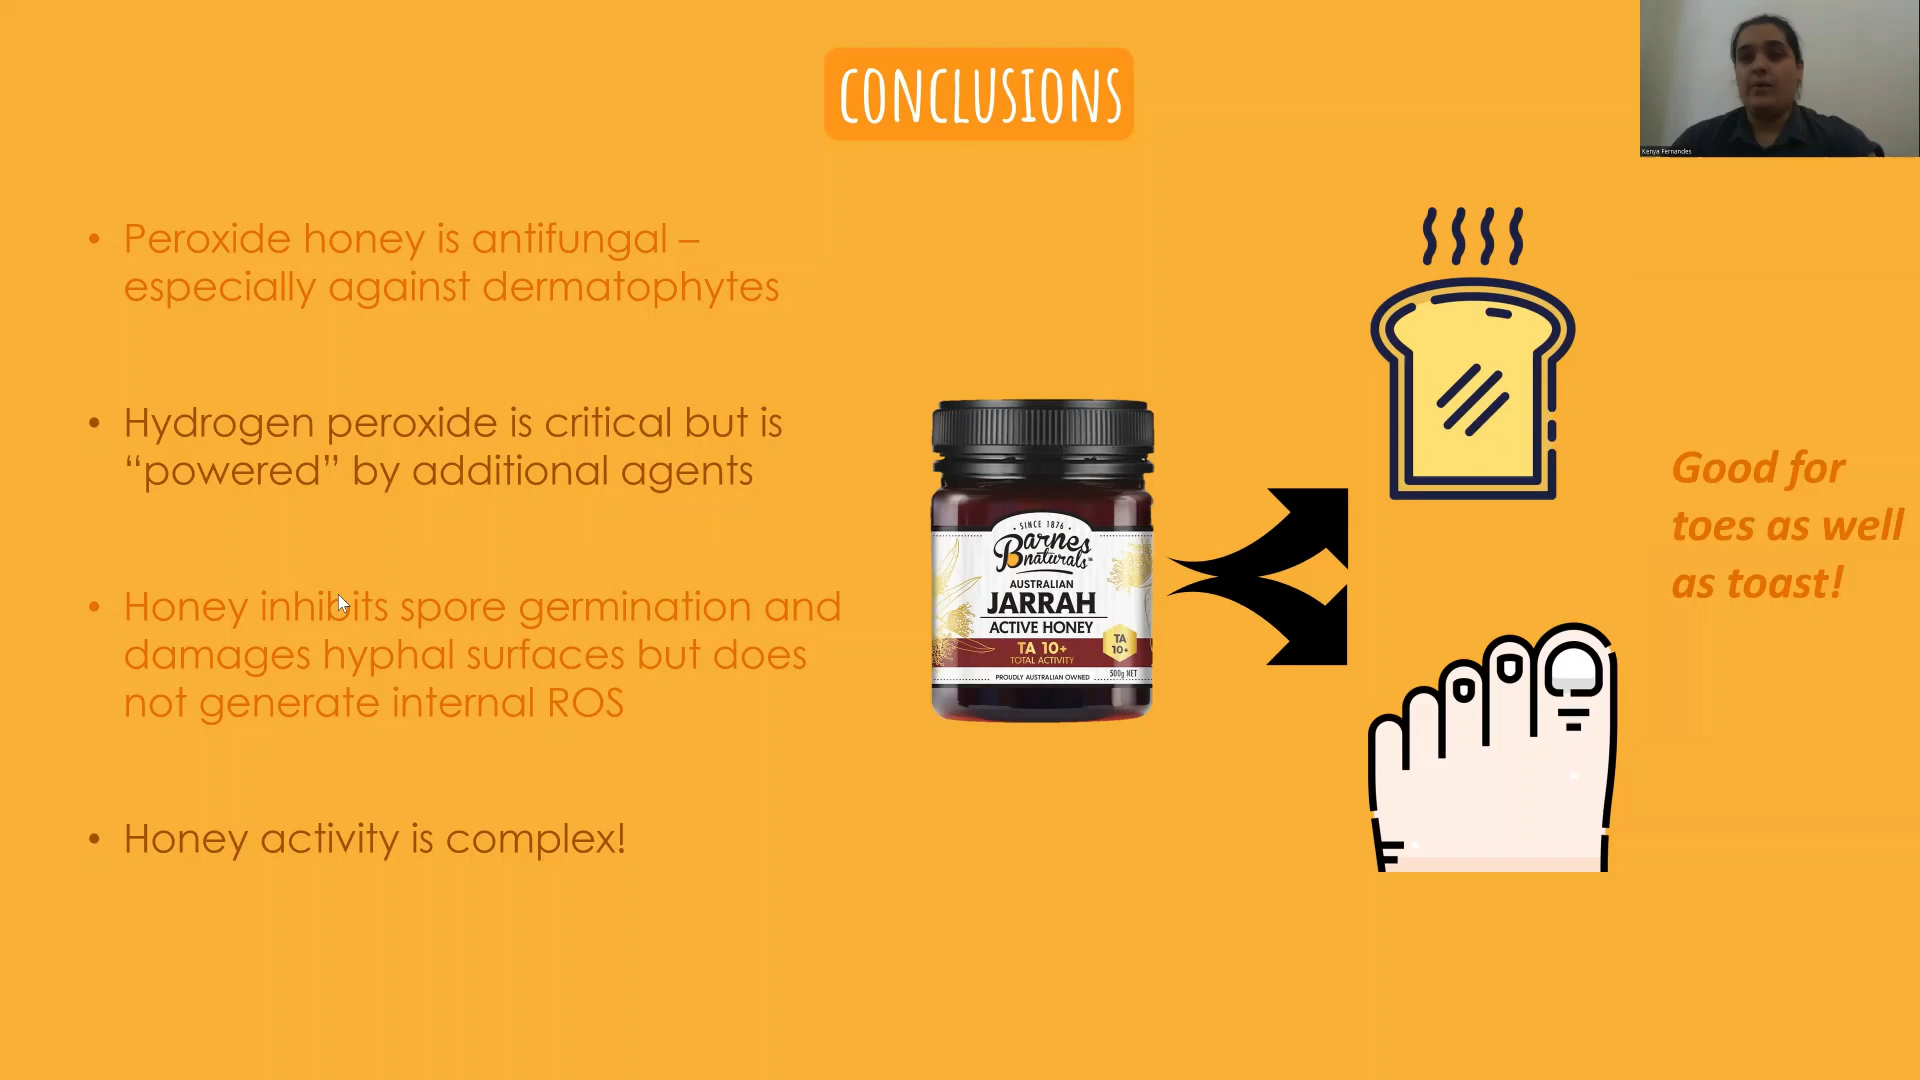 CONCLUSIONS
Kenya Fernandes
• Peroxide honey is antifungal –
especially against dermatophytes
• Hydrogen peroxide is critical but is
“powered” by additional agents
• Honey inhibits spore germination and
damages hyphal surfaces but does
not generate internal ROS
• Honey activity is complex!
• SINCE 1876 •
Barnes
naturals™
AUSTRALIAN
JARRAH
ACTIVE HONEY
TA 10+
TOTAL ACTIVITY
TA
10+
PROUDLY AUSTRALIAN OWNED
500g NET
Good for
toes as well
as toast!